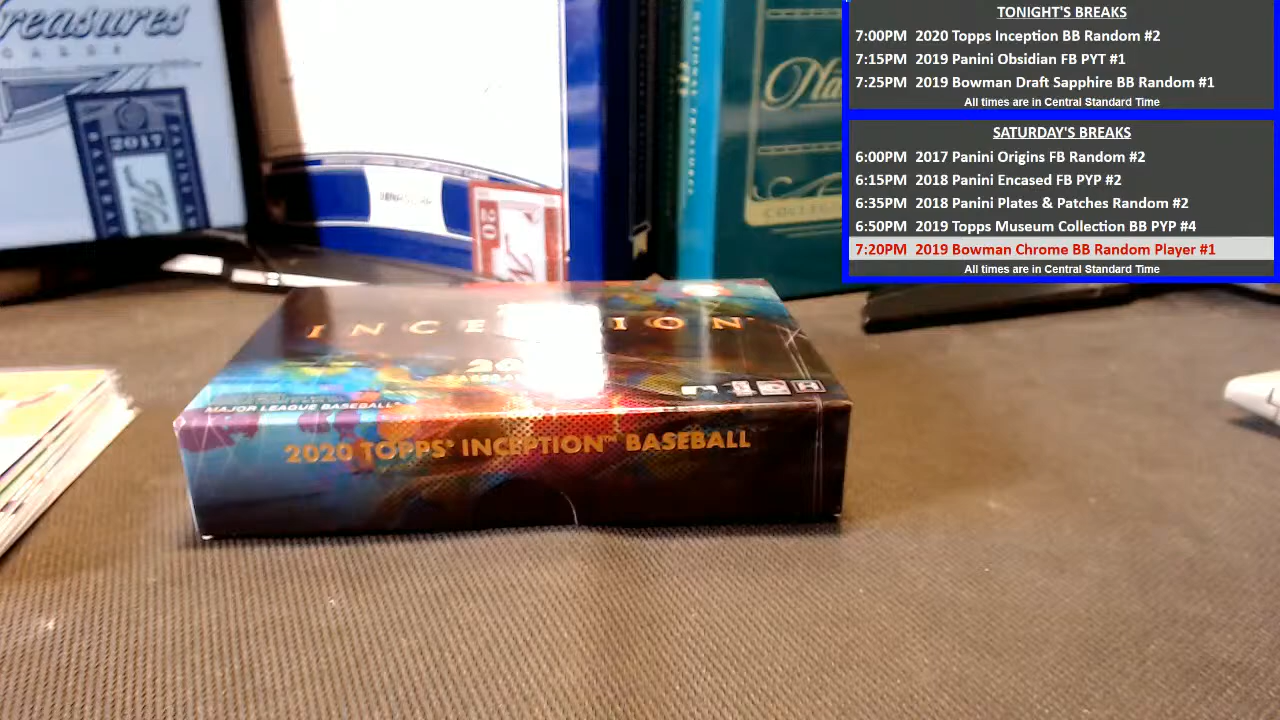 TONIGHT'S BREAKS
7:00PM 2020 Topps Inception BB Random #2
7:15PM 2019 Panini Obsidian FB PYT #1
7:25PM 2019 Bowman Draft Sapphire BB Random #1
All times are in Central Standard Time
SATURDAY'S BREAKS
6:00PM 2017 Panini Origins FB Random #2
6:15PM 2018 Panini Encased FB PYP #2
6:35PM 2018 Panini Plates & Patches Random #2
6:50PM 2019 Topps Museum Collection BB PYP #4
7:20PM 2019 Bowman Chrome BB Random Player #1
All times are in Central Standard Time
reasures
2017
20
INCEPTION
MAJOR LEAGUE BASEBALL
2020 TOPPS® INCEPTION™ BASEBALL